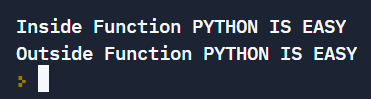 Inside Function PYTHON IS EASY
Outside Function PYTHON IS EASY
>